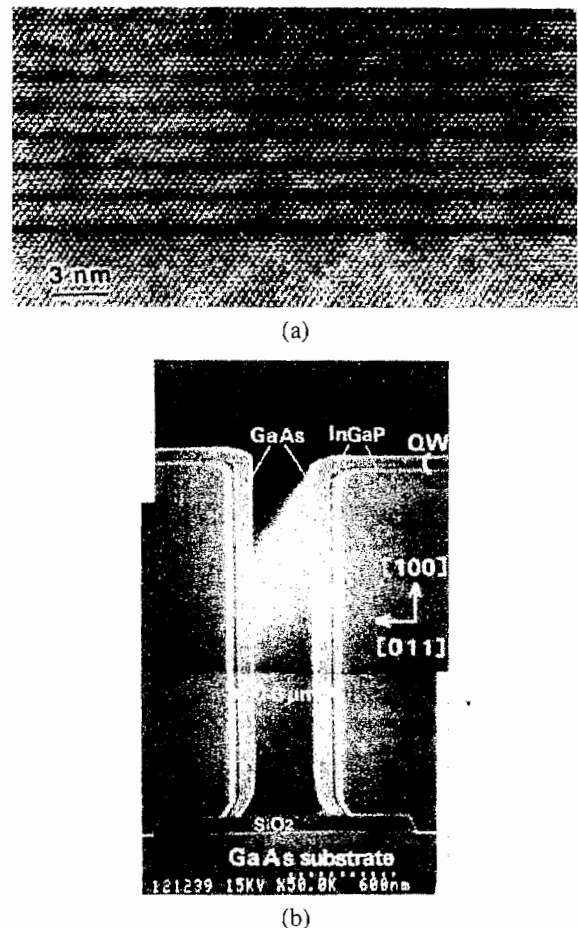 3 nm
(a)
GaAs InGaP QW
[100]
[011]
SiO2
GaAs substrate
121239 15KV X50.0K 600nm
(b)